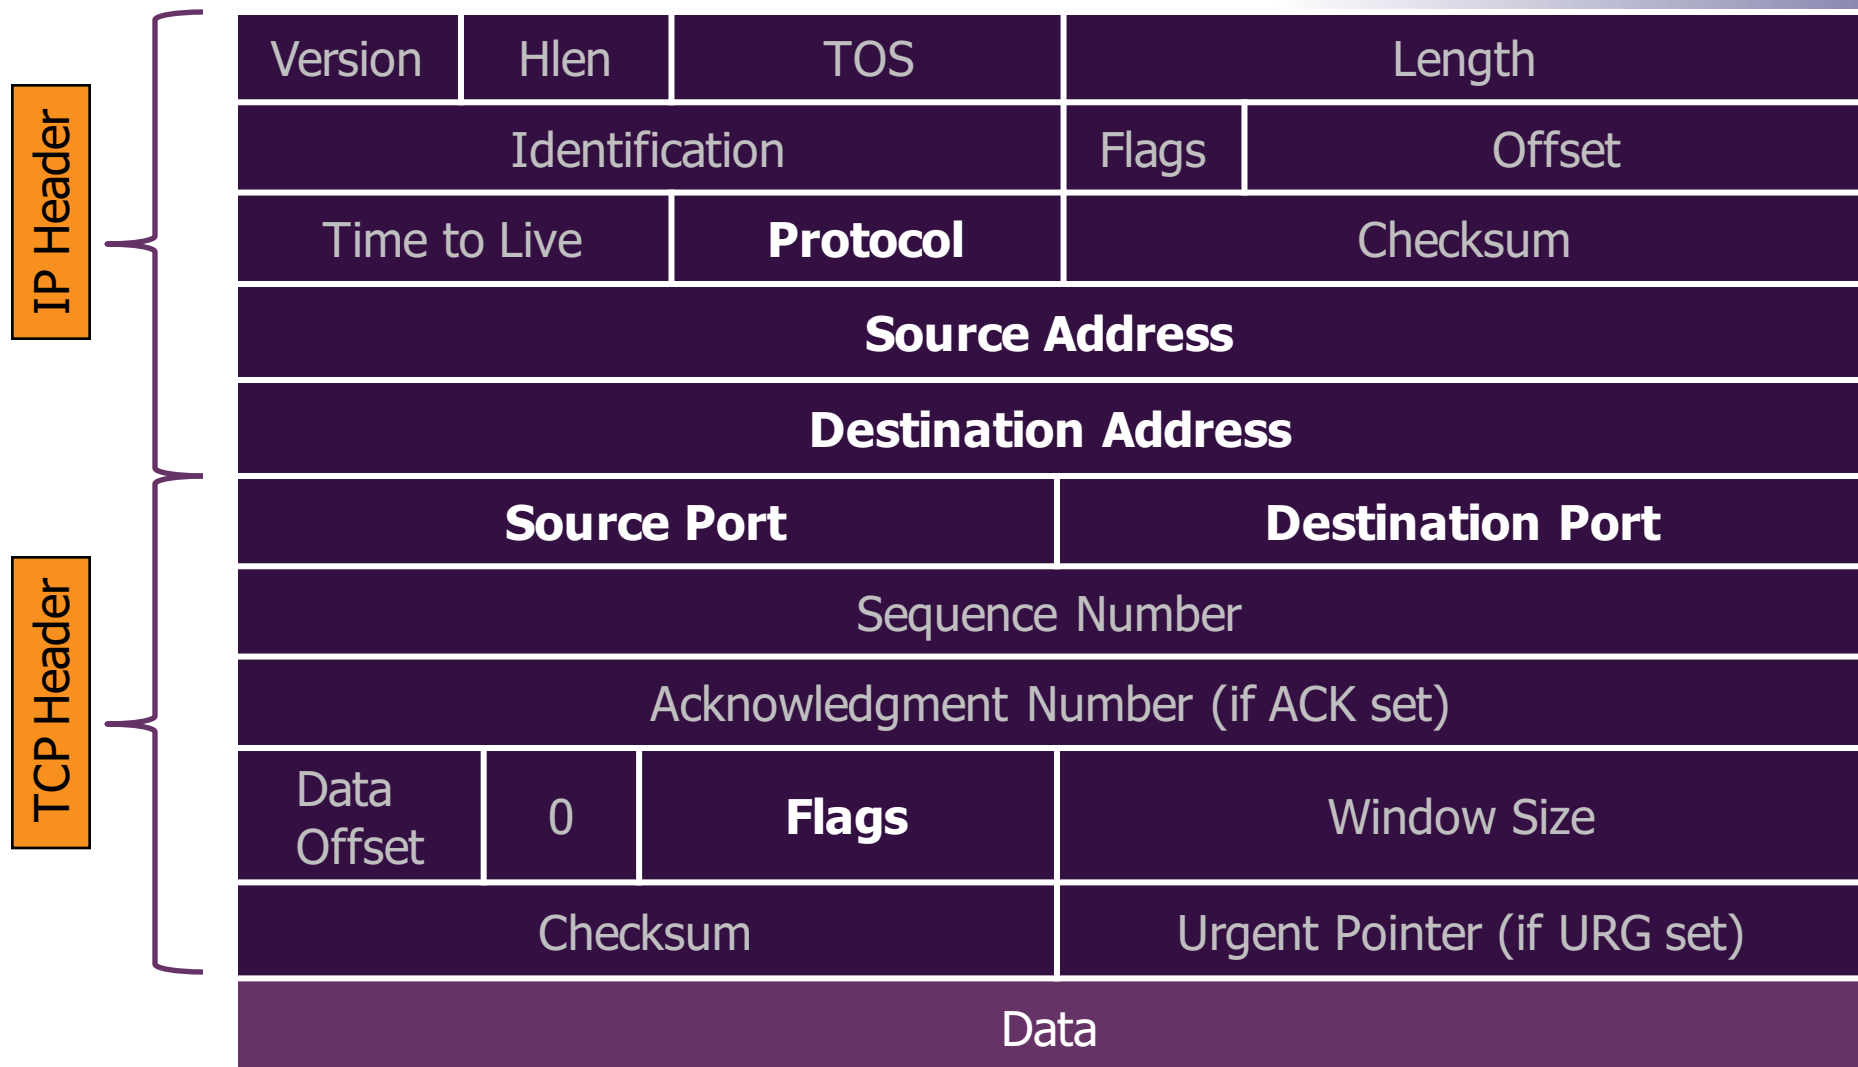 IP Header
Version Hlen TOS Length
Identification Flags Offset
Time to Live Protocol Checksum
Source Address
Destination Address
TCP Header
Source Port Destination Port
Sequence Number
Acknowledgment Number (if ACK set)
Data
Offset
0 Flags Window Size
Checksum Urgent Pointer (if URG set)
Data